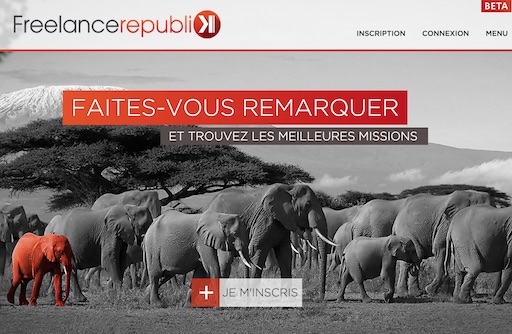 BETA
FreelancerepubliK
INSCRIPTION
CONNEXION
MENU
FAITES-VOUS REMARQUER
ET TROUVEZ LES MEILLEURES MISSIONS
+ JE M'INSCRIS